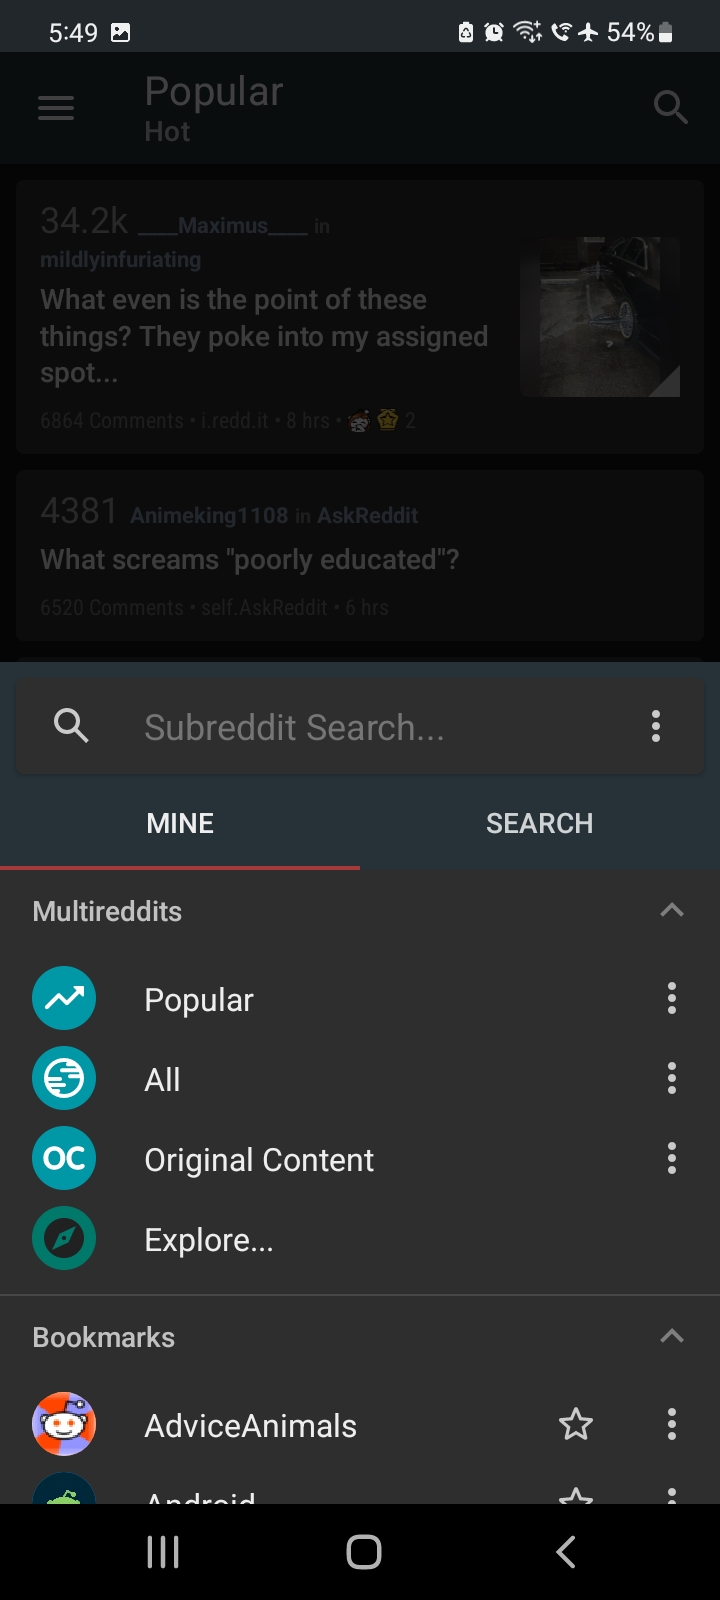 5:49 54%
Popular
Hot
34.2k ____Maximus____ in
mildlyinfuriating
What even is the point of these
things? They poke into my assigned
spot...
6864 Comments • i.redd.it • 8 hrs • 2
4381 Animeking1108 in AskReddit
What screams "poorly educated"?
6520 Comments • self.AskReddit • 6 hrs
Subreddit Search...
MINE SEARCH
Multireddits
Popular
All
OC Original Content
Explore...
Bookmarks
AdviceAnimals
Android